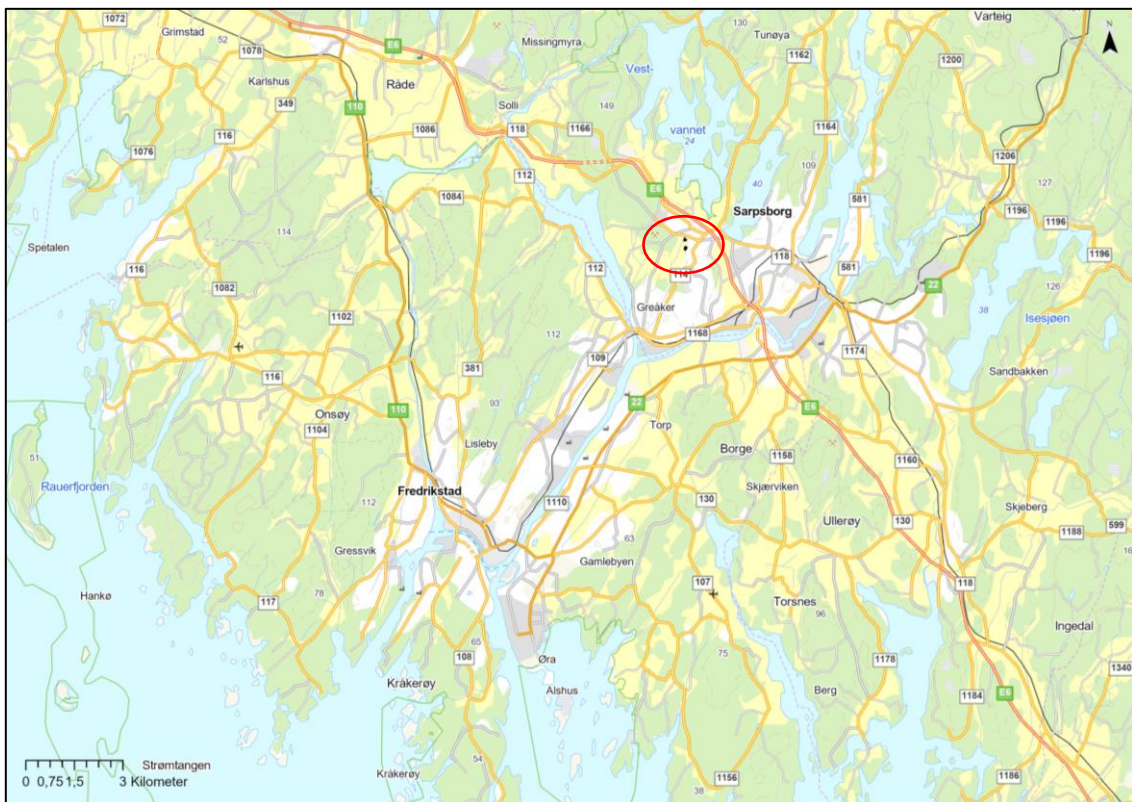 1072
Grimstad
52
1078
E6
Missingmyra
130
Tunøya
Varteig
N
1162
Vest-
1200
Karlshus
Råde
349
110
Solli
149
116
1086
118
1166
vannet
24
1164
1076
112
109
1206
1084
E6
40
581
127
Sarpsborg
1196
114
1196
Spetalen
116
112
118
581
1196
114
22
126
1082
Greåker
38
Isesjøen
1102
112
1168
1174
109
Sandbakken
116
381
93
22
E6
110
Onsøy
1104
Torp
51
Lisleby
Borge
1158
1160
Rauerfjorden
Fredrikstad
Skjærviken
112
1110
130
Skjeberg
Ullerøy
130
599
1188
Gressvik
63
16
Gamlebyen
107
118
Hankø
78
117
Torsnes
96
Ingedal
65
108
Øra
75
1178
1340
Kråkerøy
Alshus
Berg
1184
E6
Strømtangen
54
0 0,75 1,5 3 Kilometer
Kråkerøy
1156
38
1186